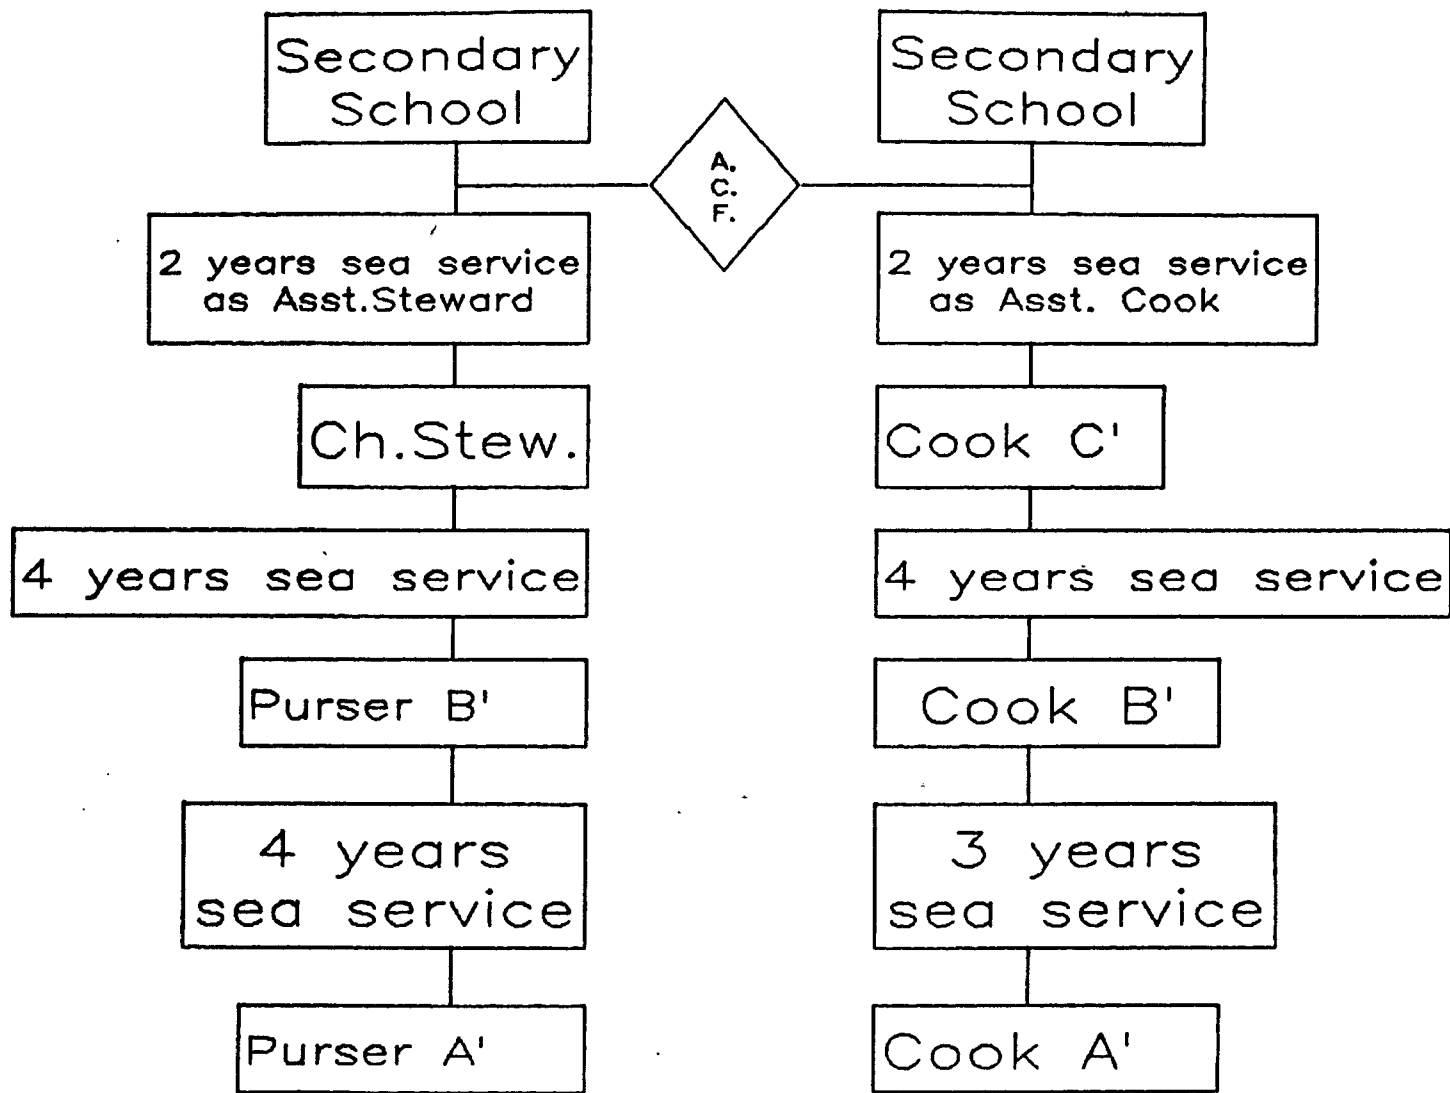 Secondary
School
A.
C.
F.
Secondary
School
2 years sea service
as Asst.Steward
2 years sea service
as Asst. Cook
Ch.Stew.
Cook C'
4 years sea service
4 years sea service
Purser B'
Cook B'
4 years
sea service
3 years
sea service
Purser A'
Cook A'